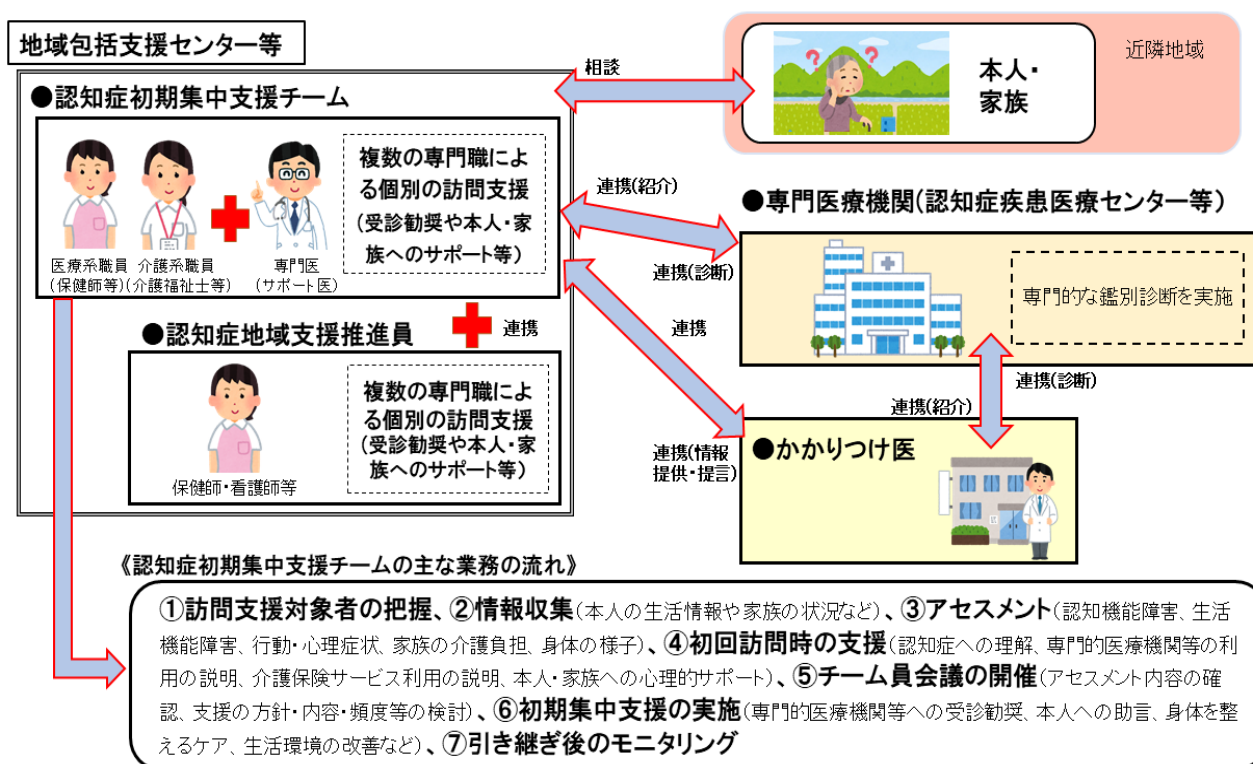 地域包括支援センター等
●認知症初期集中支援チーム
医療系職員
(保健師等)
介護系職員
(介護福祉士等)
専門医
(サポート医)
複数の専門職によ
る個別の訪問支援
(受診勧奨や本人・家
族へのサポート等)
連携
●認知症地域支援推進員
保健師・看護師等
複数の専門職によ
る個別の訪問支援
(受診勧奨や本人・家
族へのサポート等)
相談
本人・
家族
近隣地域
連携(紹介)
連携(診断)
●専門医療機関(認知症疾患医療センター等)
専門的な鑑別診断を実施
連携
連携(情報
提供・提言)
連携(診断)
連携(紹介)
●かかりつけ医
《認知症初期集中支援チームの主な業務の流れ》
①訪問支援対象者の把握、②情報収集(本人の生活情報や家族の状況など)、③アセスメント(認知機能障害、生活
機能障害、行動・心理症状、家族の介護負担、身体の様子)、④初回訪問時の支援(認知症への理解、専門的医療機関等の利
用の説明、介護保険サービス利用の説明、本人・家族への心理的サポート)、⑤チーム員会議の開催(アセスメント内容の確
認、支援の方針・内容・頻度等の検討)、⑥初期集中支援の実施(専門的医療機関等への受診勧奨、本人への助言、身体を整
えるケア、生活環境の改善など)、⑦引き継ぎ後のモニタリング